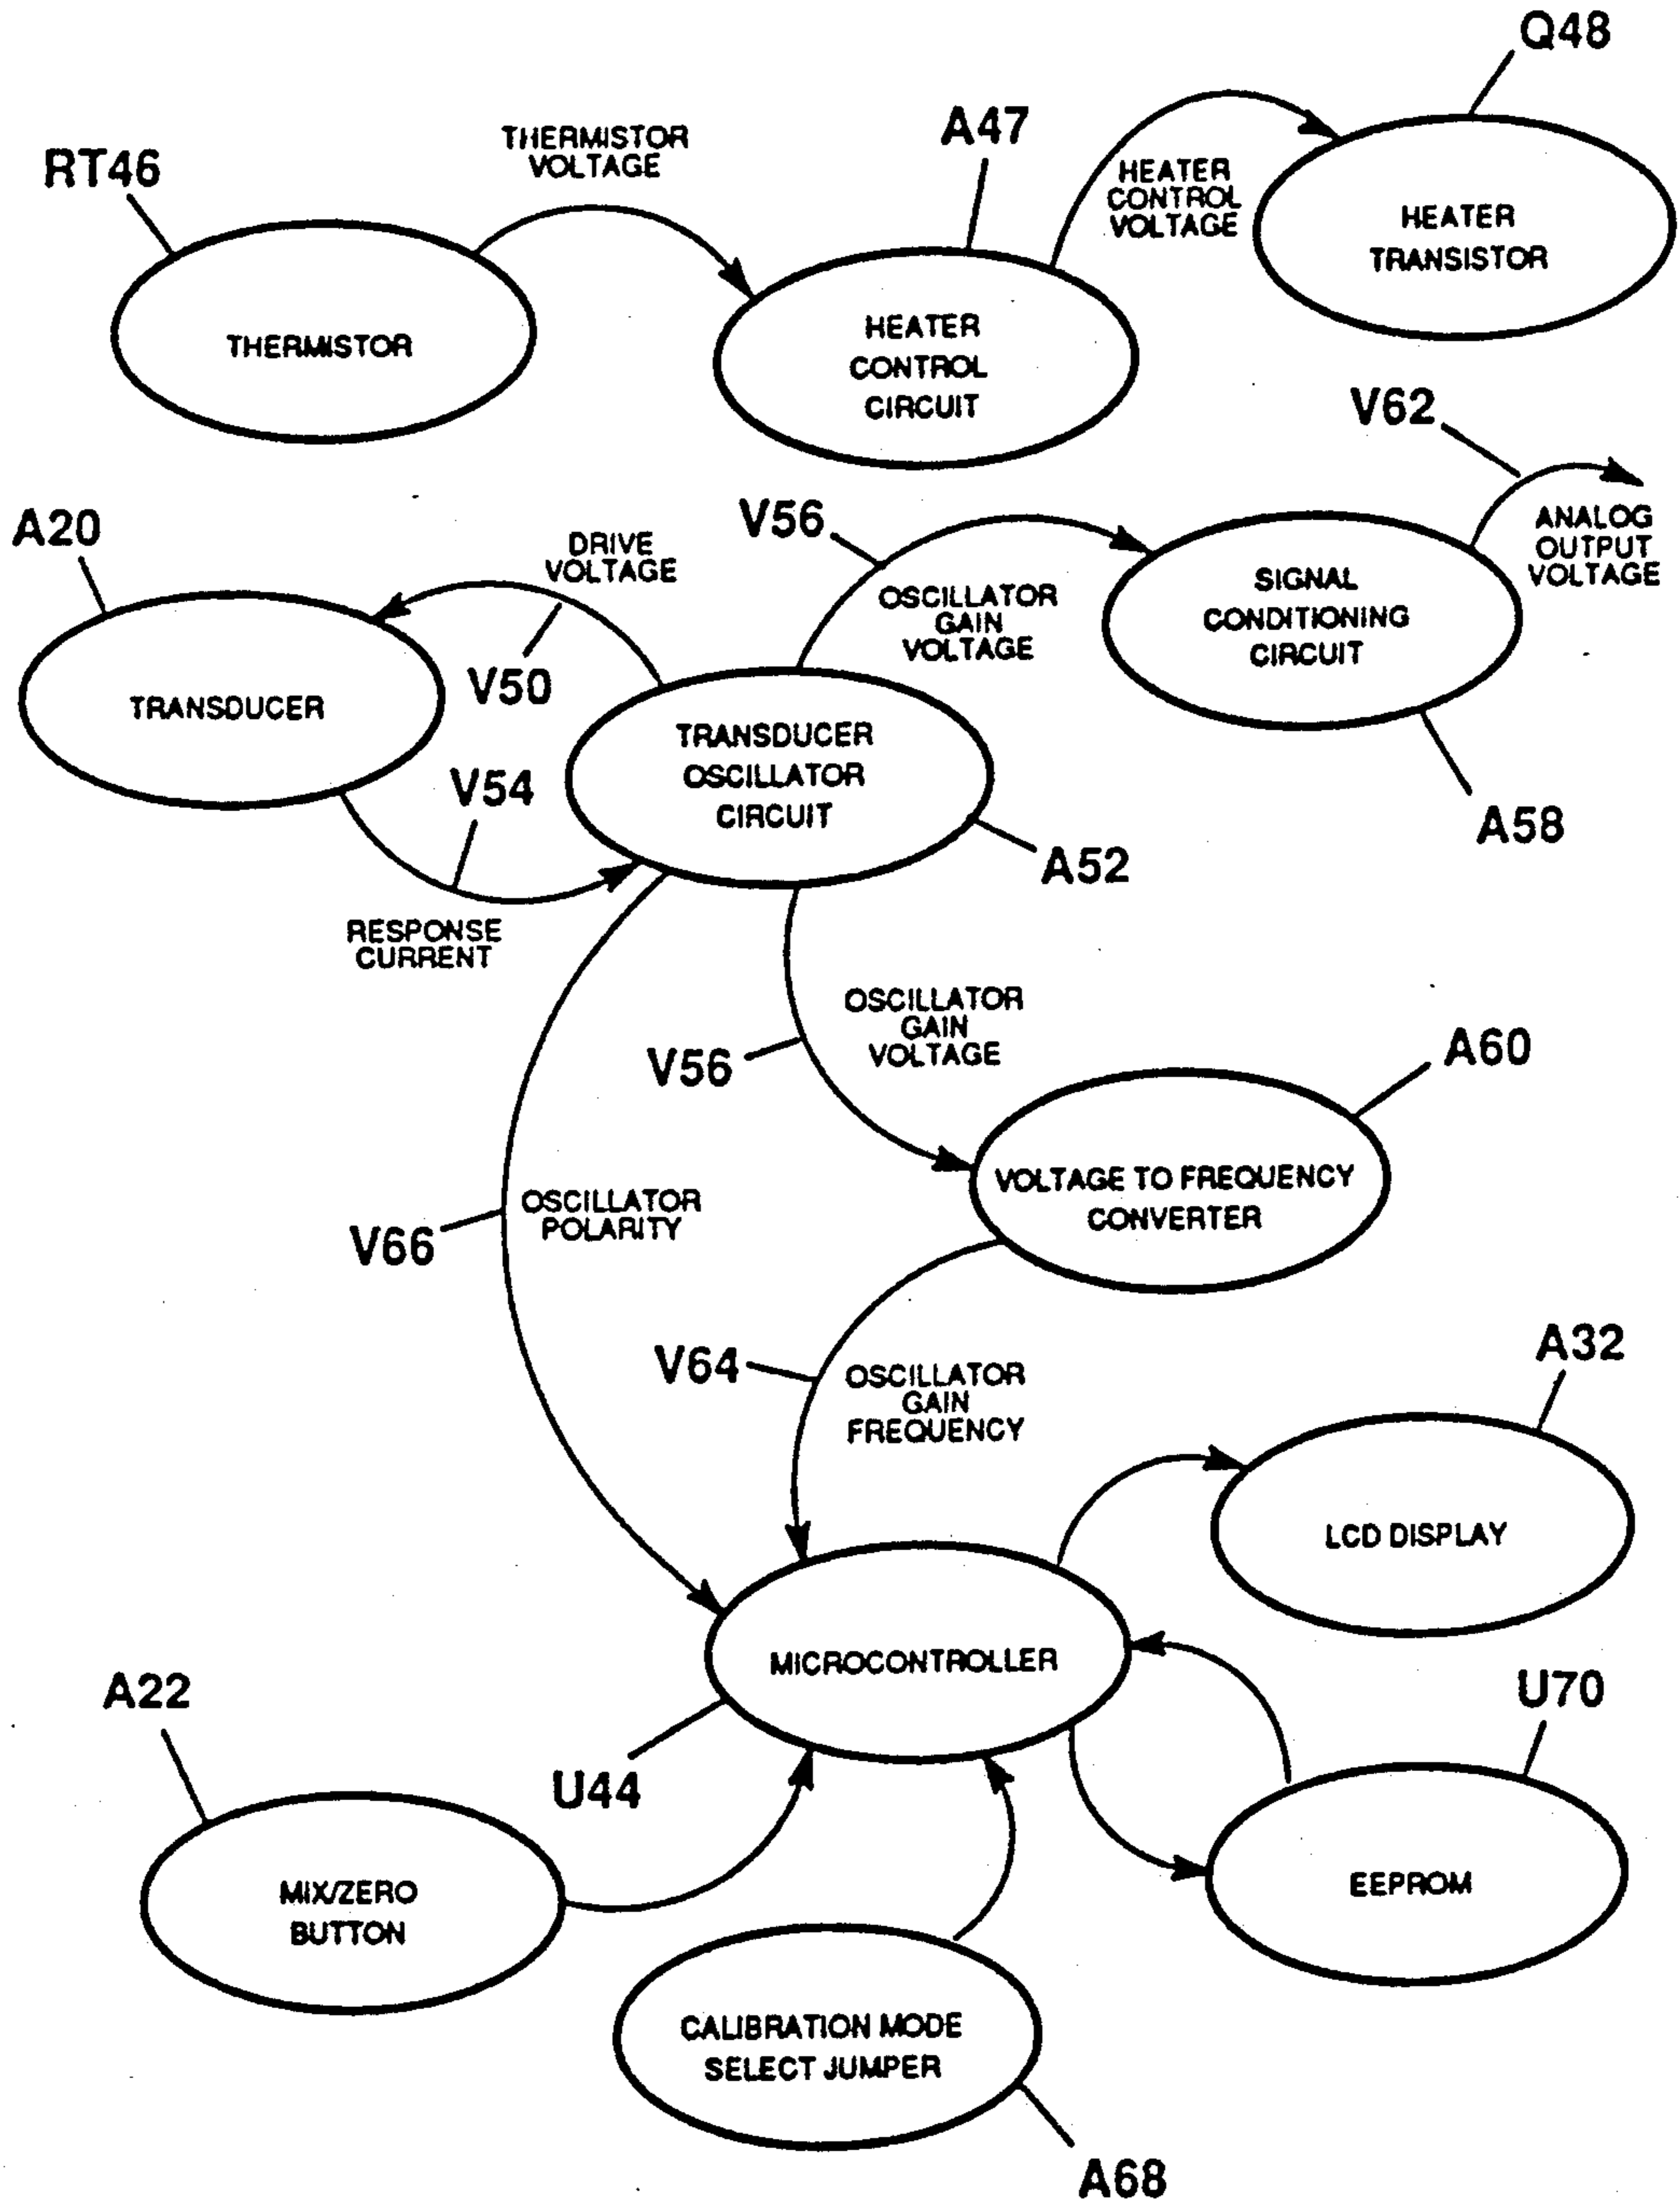 Q48
A47
THERMISTOR
VOLTAGE
RT46
HEATER
CONTROL
VOLTAGE
HEATER
TRANSISTOR
THERMISTOR
HEATER
CONTROL
CIRCUIT
V62
A20
V56
DRIVE
VOLTAGE
ANALOG
OUTPUT
VOLTAGE
OSCILLATOR
GAIN
VOLTAGE
SIGNAL
CONDITIONING
CIRCUIT
V50
TRANSDUCER
TRANSDUCER
OSCILLATOR
CIRCUIT
V54
A58
A52
RESPONSE
CURRENT
OSCILLATOR
GAIN
VOLTAGE
V56
A60
VOLTAGE TO FREQUENCY
CONVERTER
OSCILLATOR
POLARITY
V66
V64
OSCILLATOR
GAIN
FREQUENCY
A32
LCD DISPLAY
MICROCONTROLLER
A22
U70
U44
MIX/ZERO
BUTTON
EEPROM
CALIBRATION MODE
SELECT JUMPER
A68